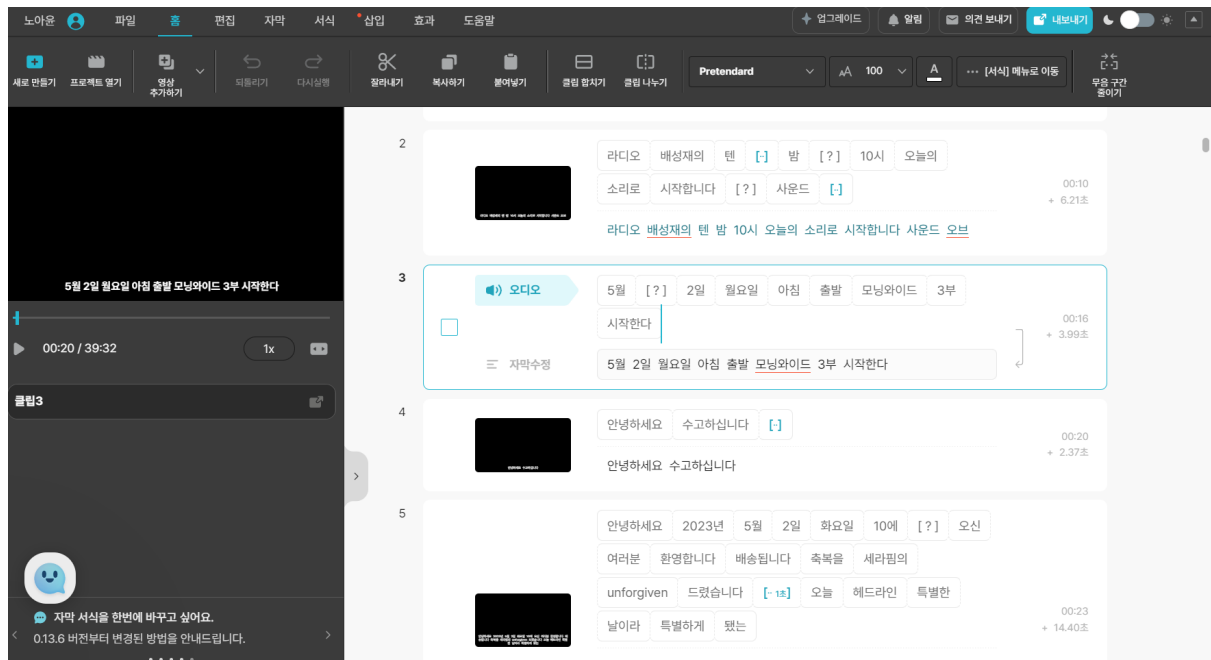 노아윤 파일 홈 편집 자막 서식 삽입 효과 도움말 업그레이드 알림 의견 보내기 내보내기
새로 만들기 프로젝트 열기 영상 추가하기 되돌리기 다시실행 잘라내기 복사하기 붙여넣기 클립 합치기 클립 나누기 Pretendard 100 A ··· [서식] 메뉴로 이동 무음 구간 줄이기
5월 2일 월요일 아침 출발 모닝와이드 3부 시작한다
00:20 / 39:32 1x
클립3
자막 서식을 한번에 바꾸고 싶어요.
0.13.6 버전부터 변경된 방법을 안내드립니다.
2
라디오 배성재의 텐 [··] 밤 [ ? ] 10시 오늘의
소리로 시작합니다 [ ? ] 사운드 [··]
00:10
+ 6.21초
라디오 배성재의 텐 밤 10시 오늘의 소리로 시작합니다 사운드 오브
3
오디오
5월 [ ? ] 2일 월요일 아침 출발 모닝와이드 3부
시작한다
00:16
+ 3.99초
자막수정
5월 2일 월요일 아침 출발 모닝와이드 3부 시작한다
4
안녕하세요 수고하십니다 [··]
00:20
+ 2.37초
안녕하세요 수고하십니다
5
안녕하세요 2023년 5월 2일 화요일 10에 [ ? ] 오신
여러분 환영합니다 배송됩니다 축복을 세라핌의
unforgiven 드렸습니다 [·· 1초] 오늘 헤드라인 특별한
날이라 특별하게 됐는
00:23
+ 14.40초